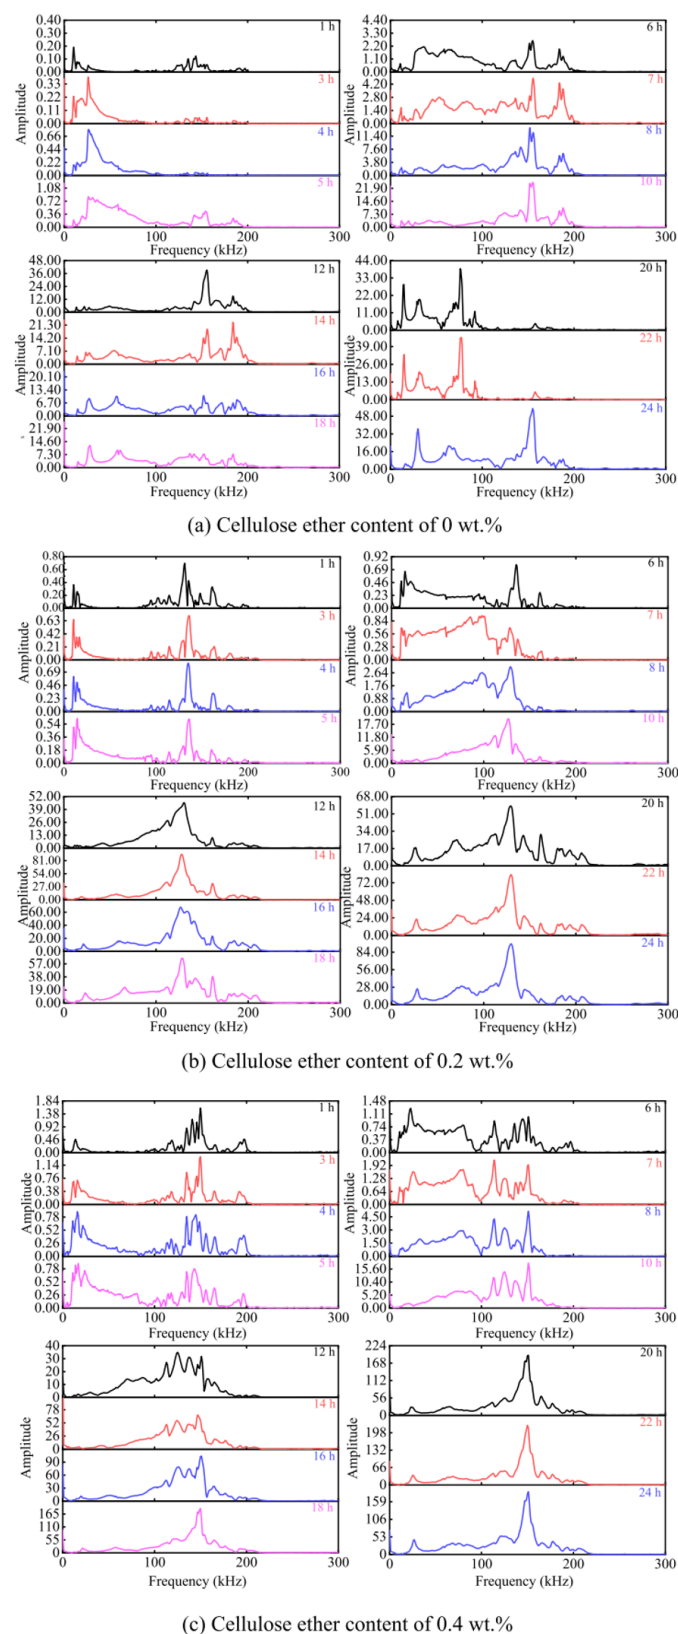 0.40
0.30
0.20
0.10
0.00
1 h
0.33
0.22
0.11
0.00
3 h
0.66
0.44
0.22
0.00
4 h
1.08
0.72
0.36
0.00
5 h
Amplitude
0 100 200 300
Frequency (kHz)
4.40
3.30
2.20
1.10
0.00
6 h
4.20
2.80
1.40
0.00
7 h
11.40
7.60
3.80
0.00
8 h
21.90
14.60
7.30
0.00
10 h
Amplitude
0 100 200 300
Frequency (kHz)
48.00
36.00
24.00
12.00
0.00
12 h
21.30
14.20
7.10
0.00
14 h
20.10
13.40
6.70
0.00
16 h
21.90
14.60
7.30
0.00
18 h
Amplitude
0 100 200 300
Frequency (kHz)
44.00
33.00
22.00
11.00
0.00
20 h
39.00
26.00
13.00
0.00
22 h
48.00
32.00
16.00
0.00
24 h
Amplitude
0 100 200 300
Frequency (kHz)
(a) Cellulose ether content of 0 wt.%
0.80
0.60
0.40
0.20
0.00
1 h
0.63
0.42
0.21
0.00
3 h
0.69
0.46
0.23
0.00
4 h
0.54
0.36
0.18
0.00
5 h
Amplitude
0 100 200 300
Frequency (kHz)
0.92
0.69
0.46
0.23
0.00
6 h
0.84
0.56
0.28
0.00
7 h
2.64
1.76
0.88
0.00
8 h
17.70
11.80
5.90
0.00
10 h
Amplitude
0 100 200 300
Frequency (kHz)
52.00
39.00
26.00
13.00
0.00
12 h
81.00
54.00
27.00
0.00
14 h
60.00
40.00
20.00
0.00
16 h
57.00
38.00
19.00
0.00
18 h
Amplitude
0 100 200 300
Frequency (kHz)
68.00
51.00
34.00
17.00
0.00
20 h
72.00
48.00
24.00
0.00
22 h
84.00
56.00
28.00
0.00
24 h
Amplitude
0 100 200 300
Frequency (kHz)
(b) Cellulose ether content of 0.2 wt.%
1.84
1.38
0.92
0.46
0.00
1 h
1.14
0.76
0.38
0.00
3 h
0.78
0.52
0.26
0.00
4 h
0.78
0.52
0.26
0.00
5 h
Amplitude
0 100 200 300
Frequency (kHz)
1.48
1.11
0.74
0.37
0.00
6 h
1.92
1.28
0.64
0.00
7 h
4.50
3.00
1.50
0.00
8 h
15.60
10.40
5.20
0.00
10 h
Amplitude
0 100 200 300
Frequency (kHz)
40
30
20
10
0
12 h
78
52
26
0
14 h
90
60
30
0
16 h
165
110
55
0
18 h
Amplitude
0 100 200 300
Frequency (kHz)
224
168
112
56
0
20 h
198
132
66
0
22 h
159
106
53
0
24 h
Amplitude
0 100 200 300
Frequency (kHz)
(c) Cellulose ether content of 0.4 wt.%